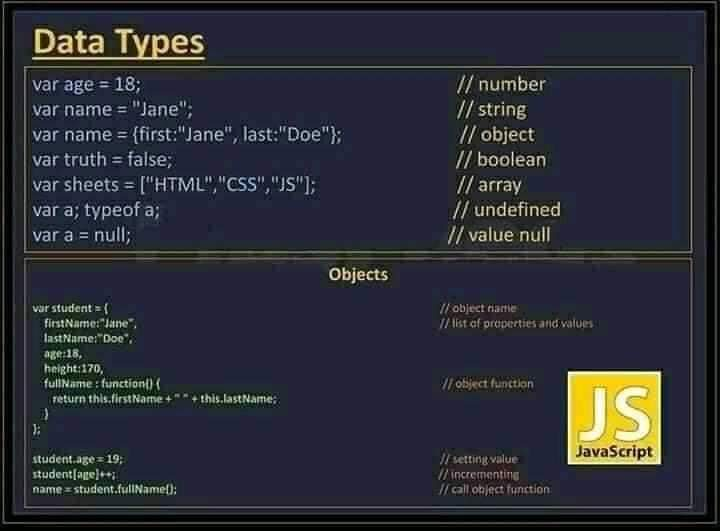 Data Types
var age = 18; // number
var name = "Jane"; // string
var name = {first:"Jane", last:"Doe"}; // object
var truth = false; // boolean
var sheets = ["HTML","CSS","JS"]; // array
var a; typeof a; // undefined
var a = null; // value null
Objects
var student = { // object name
firstName:"Jane", // list of properties and values
lastName:"Doe",
age:18,
height:170,
fullName : function() { // object function
return this.firstName + " " + this.lastName;
}
};
JS
JavaScript
student.age = 19; // setting value
student[age]++; // incrementing
name = student.fullName(); // call object function